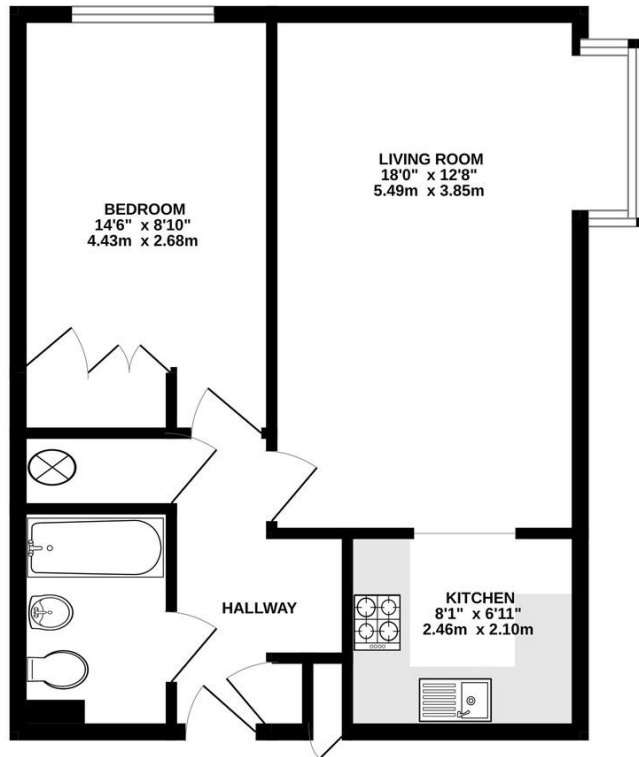 LIVING ROOM
18'0" x 12'8"
5.49m x 3.85m
BEDROOM
14'6" x 8'10"
4.43m x 2.68m
HALLWAY
KITCHEN
8'1" x 6'11"
2.46m x 2.10m